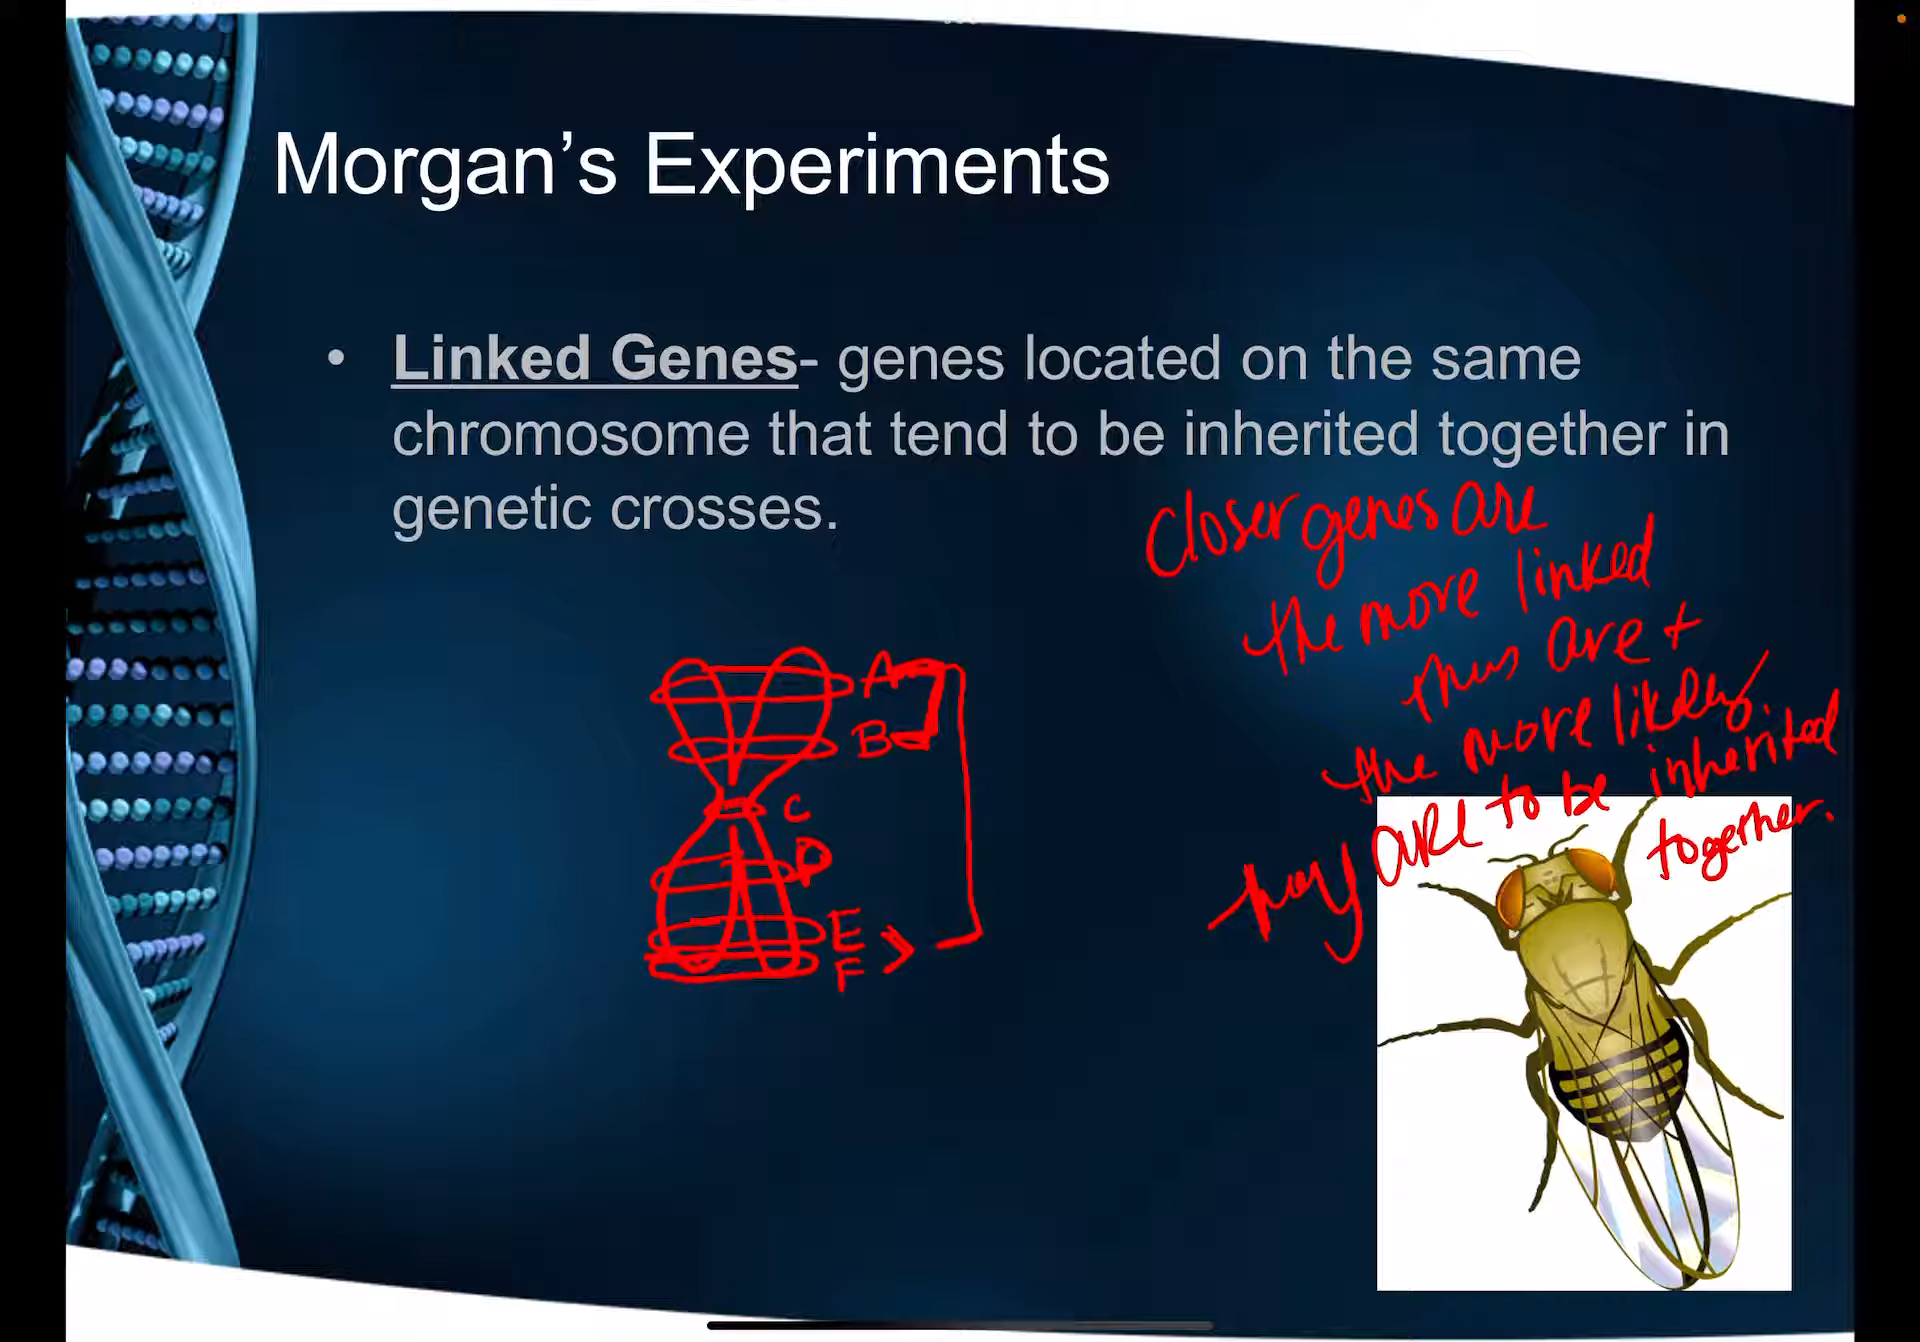 Morgan's Experiments
• Linked Genes- genes located on the same
chromosome that tend to be inherited together in
genetic crosses.
Closer genes are
the more linked
thus are +
the more likely
they are to be inherited
together.
A
B
C
D
E
F